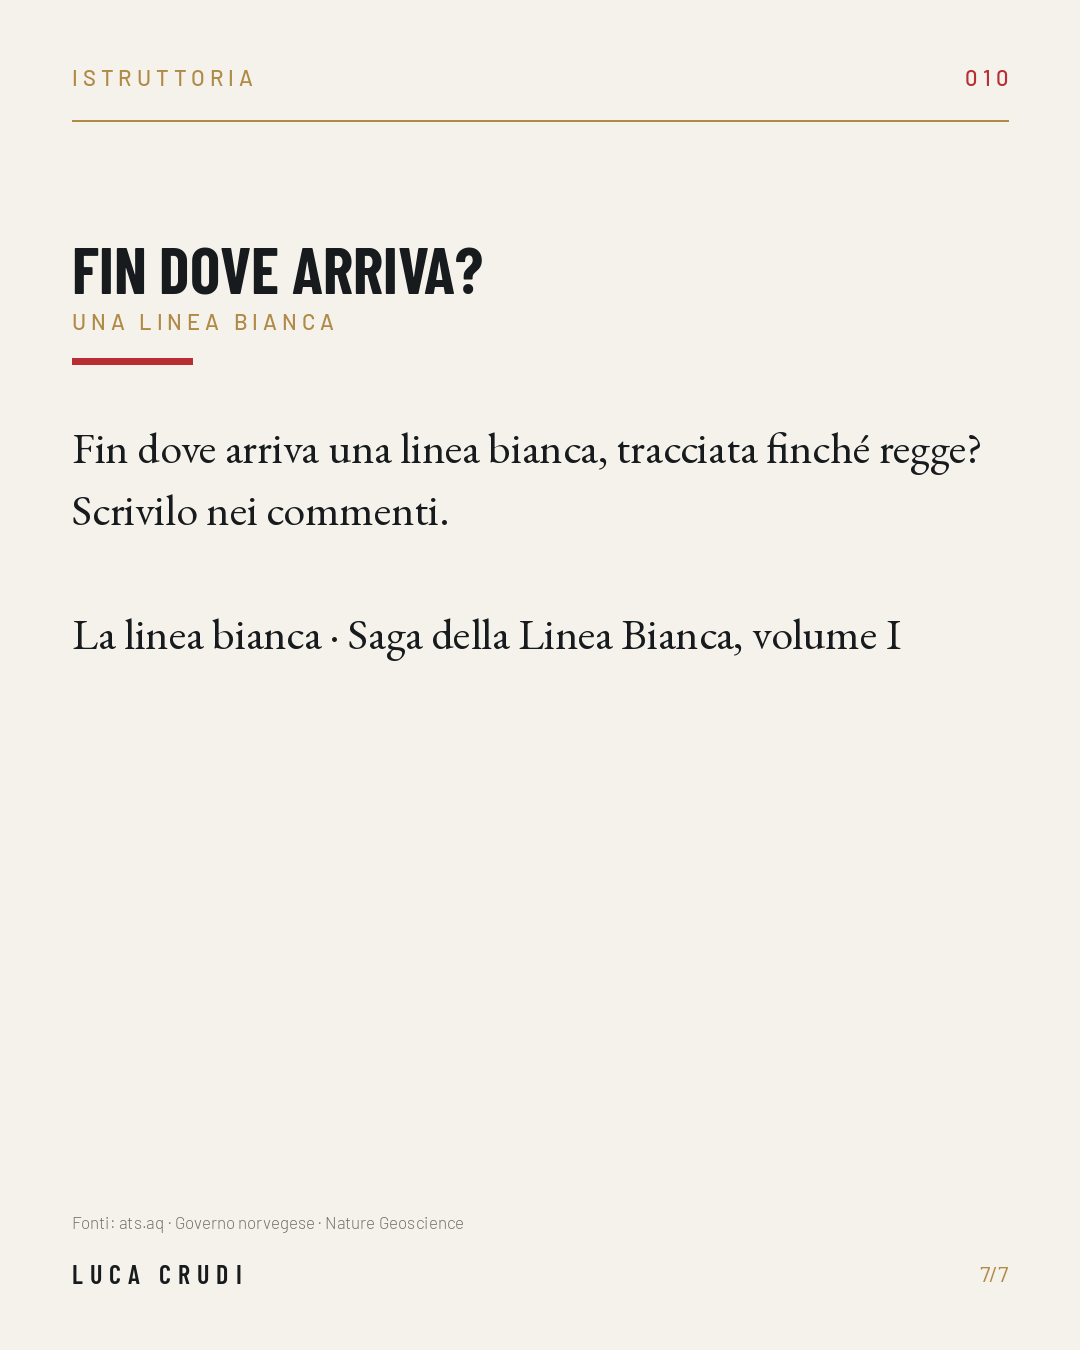 ISTRUTTORIA
010
FIN DOVE ARRIVA?
UNA LINEA BIANCA
Fin dove arriva una linea bianca, tracciata finché regge?
Scrivilo nei commenti.
La linea bianca · Saga della Linea Bianca, volume I
Fonti: ats.aq · Governo norvegese · Nature Geoscience
LUCA CRUDI
7/7